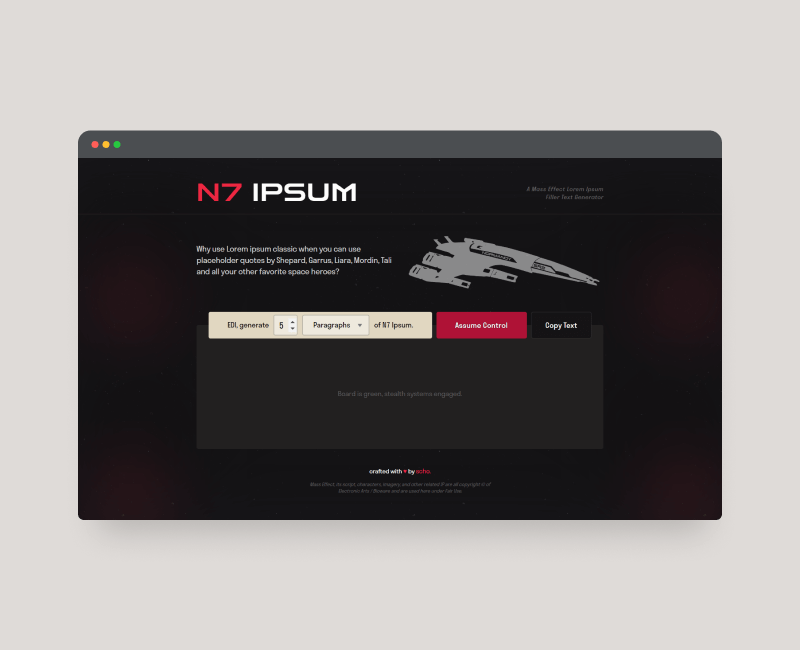 N7 IPSUM
A Mass Effect Lorem Ipsum
Filler Text Generator
Why use Lorem ipsum classic when you can use
placeholder quotes by Shepard, Garrus, Liara, Mordin, Tali
and all your other favorite space heroes?
NORMANDY
SR2
EDI, generate 5 Paragraphs of N7 Ipsum.
Assume Control
Copy Text
Board is green, stealth systems engaged.
crafted with ♥ by echo.
Mass Effect, its script, characters, imagery, and other related IP are all copyright © of
Electronic Arts / Bioware and are used here under Fair Use.